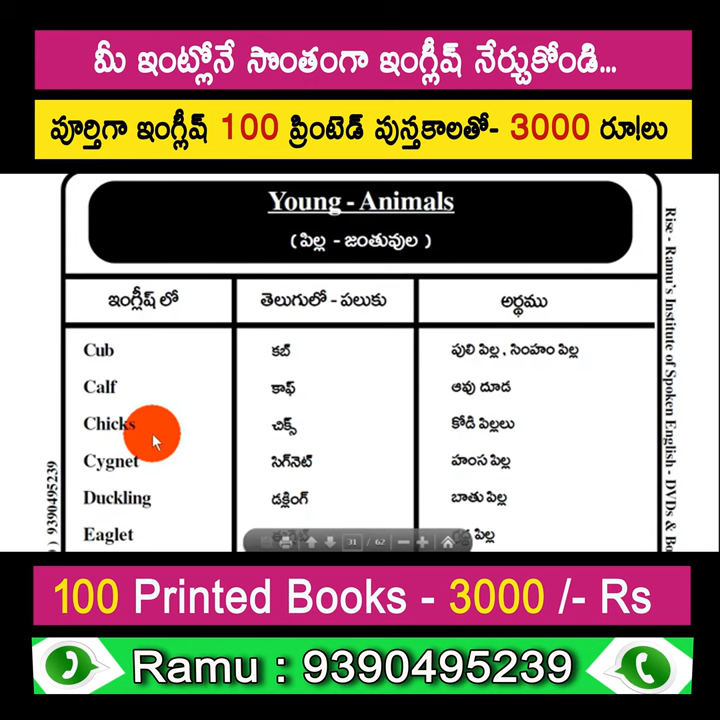 మీ ఇంట్లోనే సొంతంగా ఇంగ్లీష్ నేర్చుకోండి...
పూర్తిగా ఇంగ్లీష్ 100 ప్రింటెడ్ పుస్తకాలతో- 3000 రూ!లు
Young - Animals
( పిల్ల - జంతువుల )
ఇంగ్లీష్ లో తెలుగులో - పలుకు అర్థము
Cub కబ్ పులి పిల్ల , సింహం పిల్ల
Calf కాఫ్ ఆవు దూడ
Chicks చిక్స్ కోడి పిల్లలు
Cygnet సిగ్‌నెట్ హంస పిల్ల
Duckling డక్లింగ్ బాతు పిల్ల
Eaglet పిల్ల
31 / 62
) 9390495239
Rise - Ramu's Institute of Spoken English - DVDs & Bo
100 Printed Books - 3000 /- Rs
Ramu : 9390495239